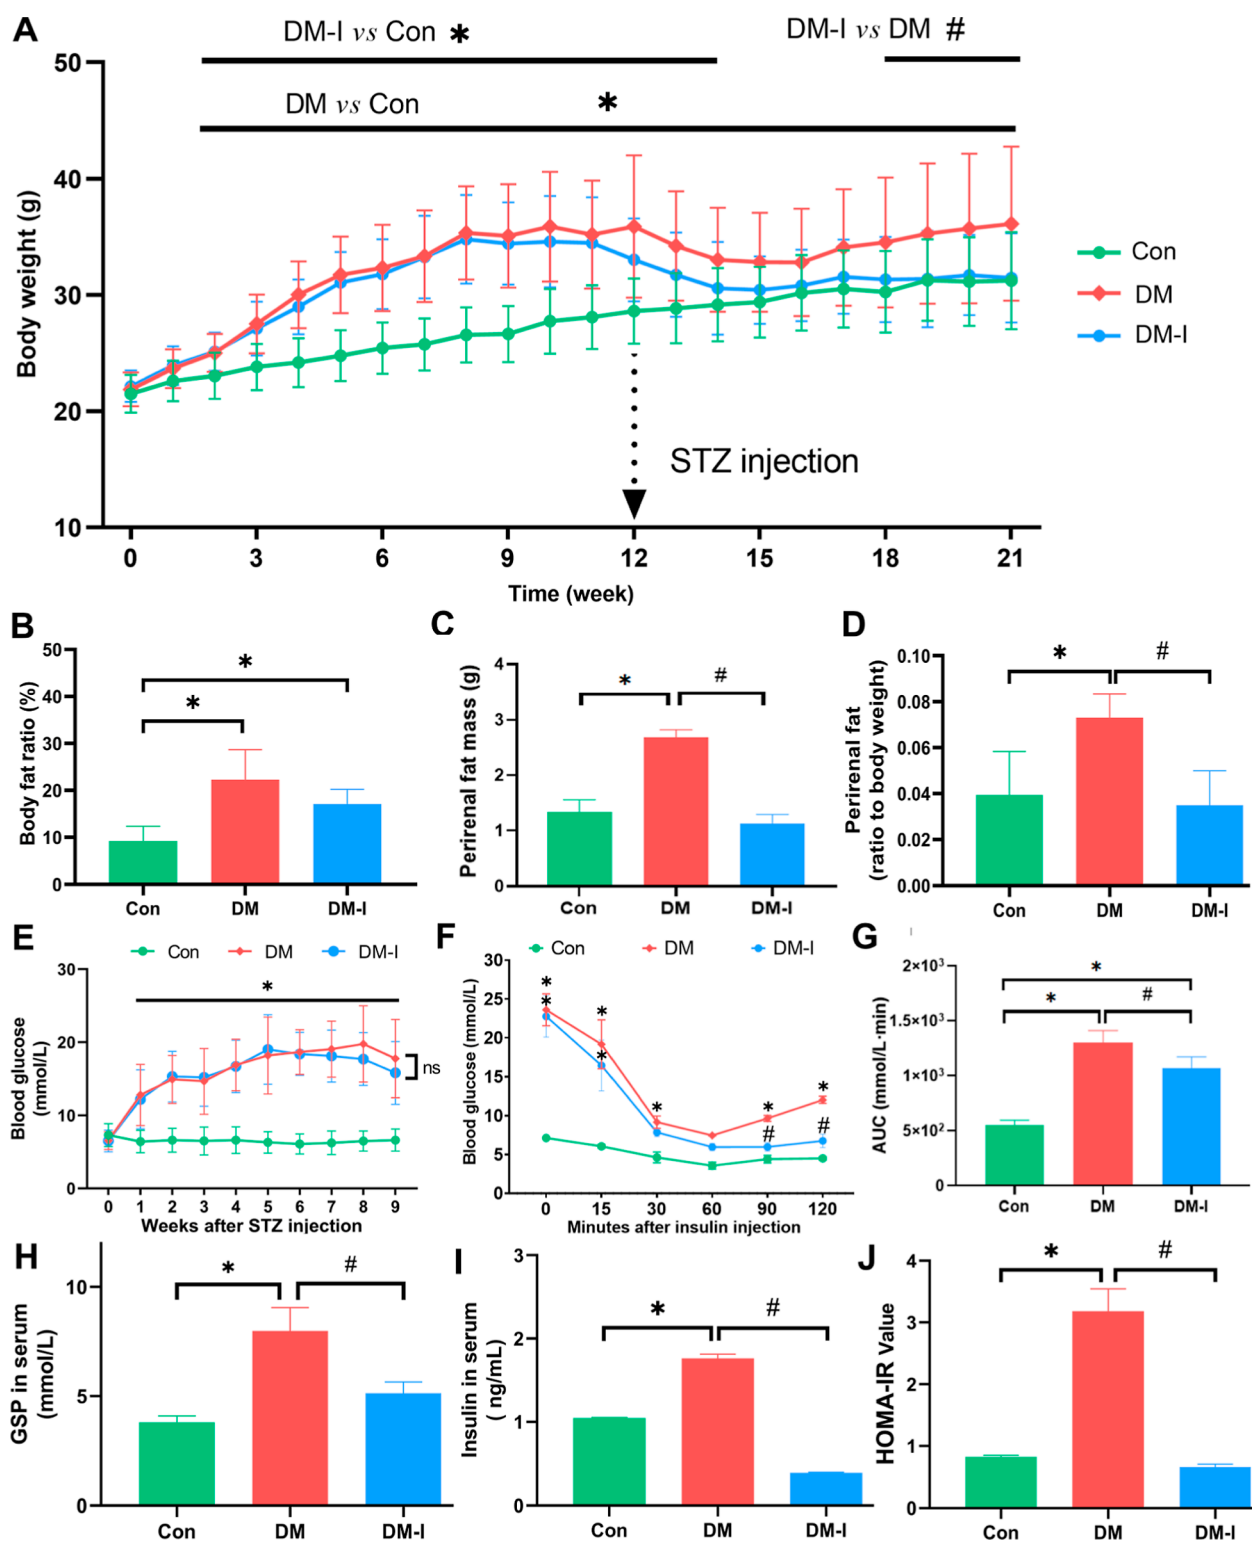 A
DM-I vs Con *
DM-I vs DM #
DM vs Con *
Body weight (g)
50
40
30
20
10
STZ injection
Con
DM
DM-I
0 3 6 9 12 15 18 21
Time (week)
B
Body fat ratio (%)
50
40
30
20
10
0
*
*
Con DM DM-I
C
Perirenal fat mass (g)
4
3
2
1
0
* #
Con DM DM-I
D
Perirenal fat
(ratio to body weight)
0.10
0.08
0.06
0.04
0.02
0.00
* #
Con DM DM-I
E
Con DM DM-I
Blood glucose
(mmol/L)
30
20
10
0
*
ns
0 1 2 3 4 5 6 7 8 9
Weeks after STZ injection
F
Con DM DM-I
Blood glucose (mmol/L)
30
25
20
15
10
5
0
*
*
*
*
*
*
#
*
#
0 15 30 60 90 120
Minutes after insulin injection
G
AUC (mmol/L·min)
2×10³
1.5×10³
1×10³
5×10²
0
*
* #
Con DM DM-I
H
GSP in serum
(mmol/L)
10
5
0
* #
Con DM DM-I
I
Insulin in serum
( ng/mL)
3
2
1
0
* #
Con DM DM-I
J
HOMA-IR Value
4
3
2
1
0
* #
Con DM DM-I